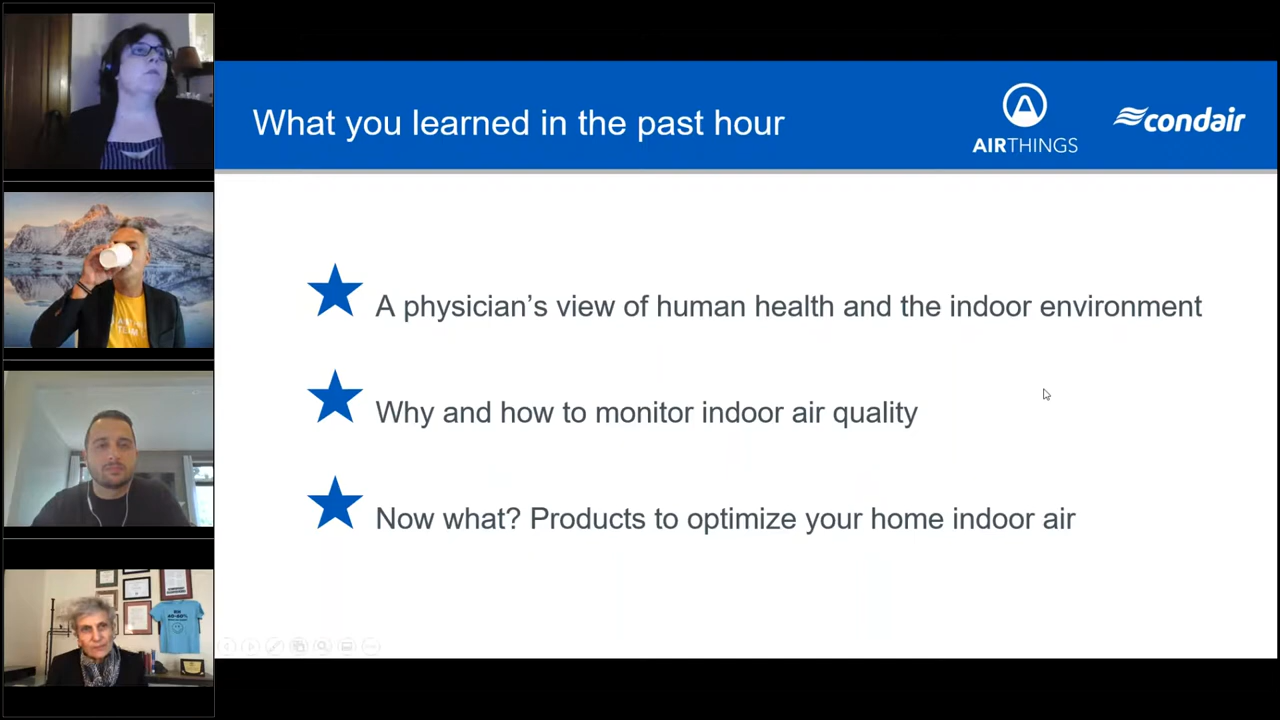 What you learned in the past hour
AIRTHINGS
condair
A physician's view of human health and the indoor environment
Why and how to monitor indoor air quality
Now what? Products to optimize your home indoor air